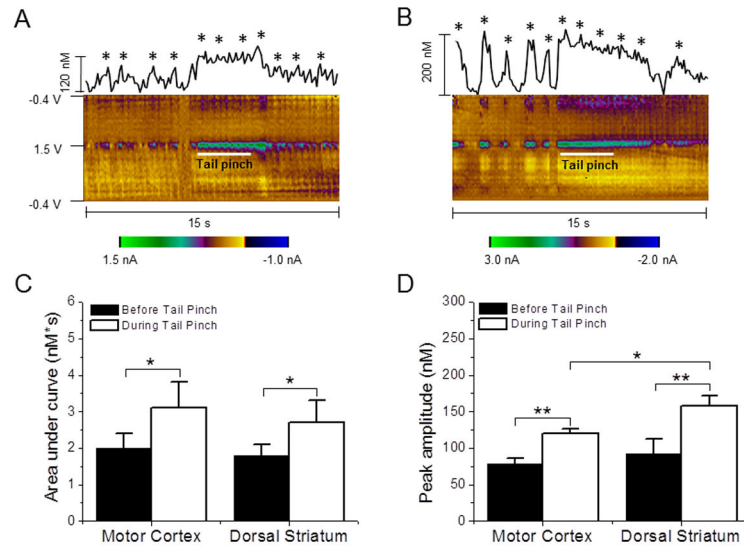 A
* * * * * * * * * * * *
120 nM
-0.4 V
1.5 V
-0.4 V
Tail pinch
15 s
1.5 nA -1.0 nA
B
* * * * * * * * * * * * *
200 nM
Tail pinch
15 s
3.0 nA -2.0 nA
C
Before Tail Pinch
During Tail Pinch
Area under curve (nM*s)
6
5
4
3
2
1
0
*
*
Motor Cortex Dorsal Striatum
D
Before Tail Pinch
During Tail Pinch
Peak amplitude (nM)
300
250
200
150
100
50
0
*
**
**
Motor Cortex Dorsal Striatum